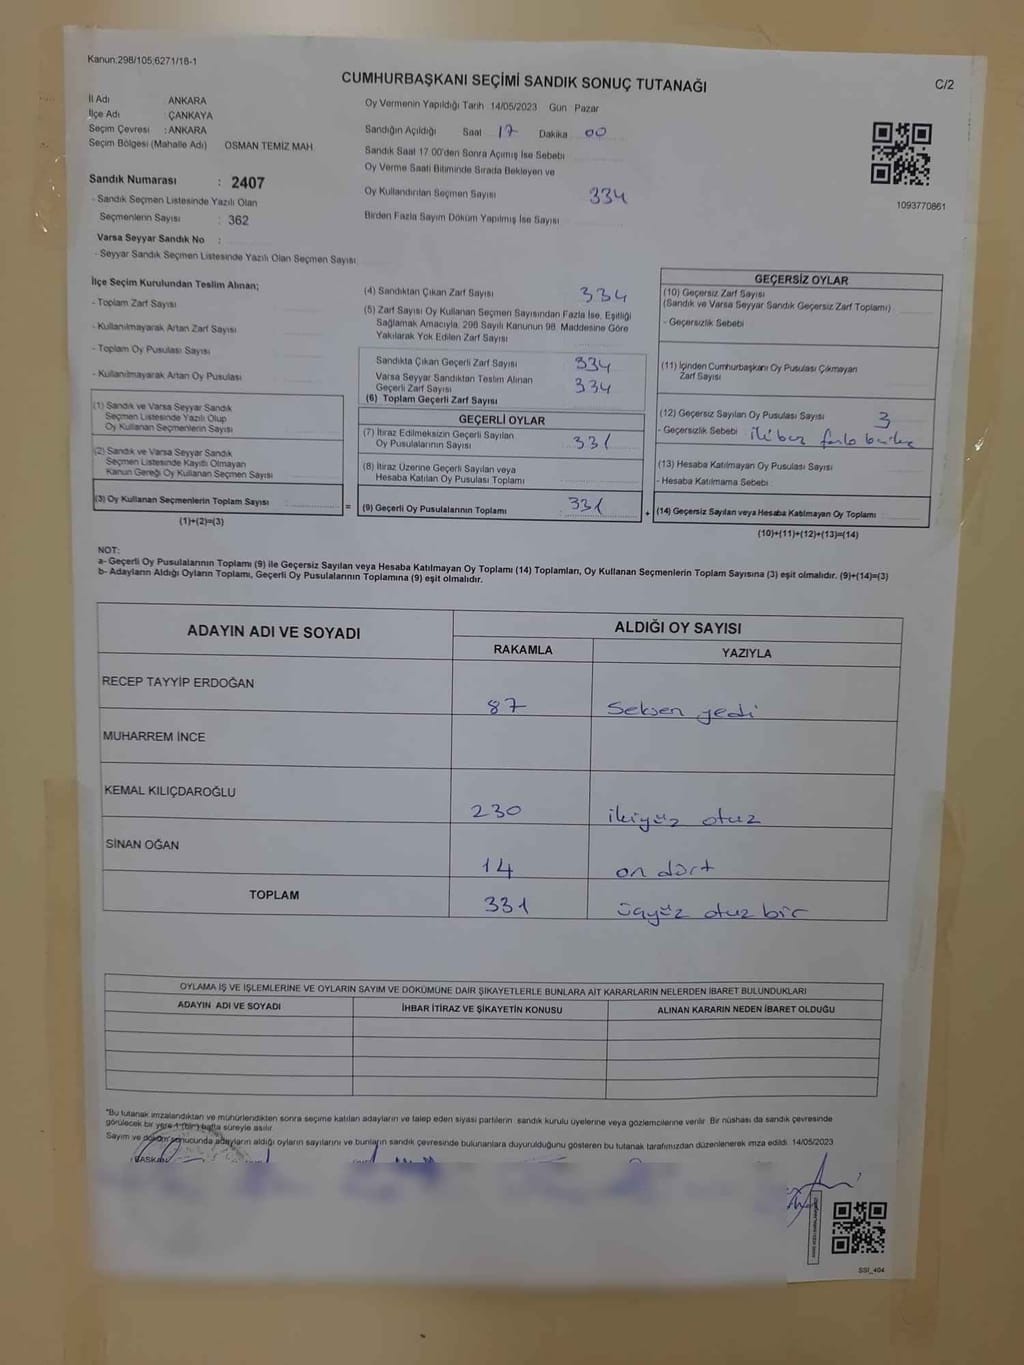 Kanun.298/105,6271/18-1
CUMHURBAŞKANI SEÇİMİ SANDIK SONUÇ TUTANAĞI
C/2
İl Adı ANKARA
İlçe Adı : ÇANKAYA
Seçim Çevresi : ANKARA
Seçim Bölgesi (Mahalle Adı) OSMAN TEMİZ MAH.
Oy Vermenin Yapıldığı Tarih 14/05/2023 Gün Pazar
Sandığın Açıldığı Saat 17 Dakika 00
Sandık Saat 17:00'den Sonra Açımış İse Sebebi
Oy Verme Saati Bitiminde Sırada Bekleyen ve
Oy Kullandırılan Seçmen Sayısı 334
Birden Fazla Sayım Döküm Yapılmış İse Sayısı
1093770861
Sandık Numarası : 2407
- Sandık Seçmen Listesinde Yazılı Olan
Seçmenlerin Sayısı : 362
Varsa Seyyar Sandık No :
- Seyyar Sandık Seçmen Listesinde Yazılı Olan Seçmen Sayısı
İlçe Seçim Kurulundan Teslim Alınan;
- Toplam Zarf Sayısı
- Kullanılmayarak Artan Zarf Sayısı
- Toplam Oy Pusulası Sayısı
- Kullanılmayarak Artan Oy Pusulası
(1) Sandık ve Varsa Seyyar Sandık
Seçmen Listesinde Yazılı Olup
Oy Kullanan Seçmenlerin Sayısı
(2) Sandık ve Varsa Seyyar Sandık
Seçmen Listesinde Kayıtlı Olmayan
Kanun Gereği Oy Kullanan Seçmen Sayısı
(3) Oy Kullanan Seçmenlerin Toplam Sayısı =
(1)+(2)=(3)
(4) Sandıktan Çıkan Zarf Sayısı 334
(5) Zarf Sayısı Oy Kullanan Seçmen Sayısından Fazla İse, Eşitliği
Sağlamak Amacıyla, 298 Sayılı Kanunun 98. Maddesine Göre
Yakılarak Yok Edilen Zarf Sayısı
Sandıkta Çıkan Geçerli Zarf Sayısı 334
Varsa Seyyar Sandıktan Teslim Alınan
Geçerli Zarf Sayısı 334
(6) Toplam Geçerli Zarf Sayısı
GEÇERLİ OYLAR
(7) İtiraz Edilmeksizin Geçerli Sayılan
Oy Pusulalarının Sayısı 331
(8) İtiraz Üzerine Geçerli Sayılan veya
Hesaba Katılan Oy Pusulası Toplamı
(9) Geçerli Oy Pusulalarının Toplamı 331 +
GEÇERSİZ OYLAR
(10) Geçersiz Zarf Sayısı
(Sandık ve Varsa Seyyar Sandık Geçersiz Zarf Toplamı)
- Geçersizlik Sebebi
(11) İçinden Cumhurbaşkanı Oy Pusulası Çıkmayan
Zarf Sayısı
(12) Geçersiz Sayılan Oy Pusulası Sayısı 3
- Geçersizlik Sebebi fazla
(13) Hesaba Katılmayan Oy Pusulası Sayısı
- Hesaba Katılmama Sebebi
(14) Geçersiz Sayılan veya Hesaba Katılmayan Oy Toplamı :
(10)+(11)+(12)+(13)=(14)
NOT:
a- Geçerli Oy Pusulalarının Toplamı (9) ile Geçersiz Sayılan veya Hesaba Katılmayan Oy Toplamı (14) Toplamları, Oy Kullanan Seçmenlerin Toplam Sayısına (3) eşit olmalıdır. (9)+(14)=(3)
b- Adayların Aldığı Oyların Toplamı, Geçerli Oy Pusulalarının Toplamına (9) eşit olmalıdır.
ADAYIN ADI VE SOYADI
ALDIĞI OY SAYISI
RAKAMLA YAZIYLA
RECEP TAYYİP ERDOĞAN 87 Seksen yedi
MUHARREM İNCE
KEMAL KILIÇDAROĞLU 230 ikiyüz otuz
SİNAN OĞAN 14 on dört
TOPLAM 331 üçyüz otuz bir
OYLAMA İŞ VE İŞLEMLERİNE VE OYLARIN SAYIM VE DÖKÜMÜNE DAİR ŞİKAYETLERLE BUNLARA AİT KARARLARIN NELERDEN İBARET BULUNDUKLARI
ADAYIN ADI VE SOYADI İHBAR İTİRAZ VE ŞİKAYETİN KONUSU ALINAN KARARIN NEDEN İBARET OLDUĞU
*Bu tutanak imzalandıktan ve mühürlendikten sonra seçime katılan adayların ve talep eden siyasi partilerin sandık kurulu üyelerine veya gözlemcilerine verilir. Bir nüshası da sandık çevresinde
görülecek bir yere 1 (bir) hafta süreyle asılır.
Sayım ve döküm sonucunda adayların aldığı oyların sayılarını ve bunların sandık çevresinde bulunanlara duyurulduğunu gösteren bu tutanak tarafımızdan düzenlenerek imza edildi. 14/05/2023
BAŞKAN
SSI_404